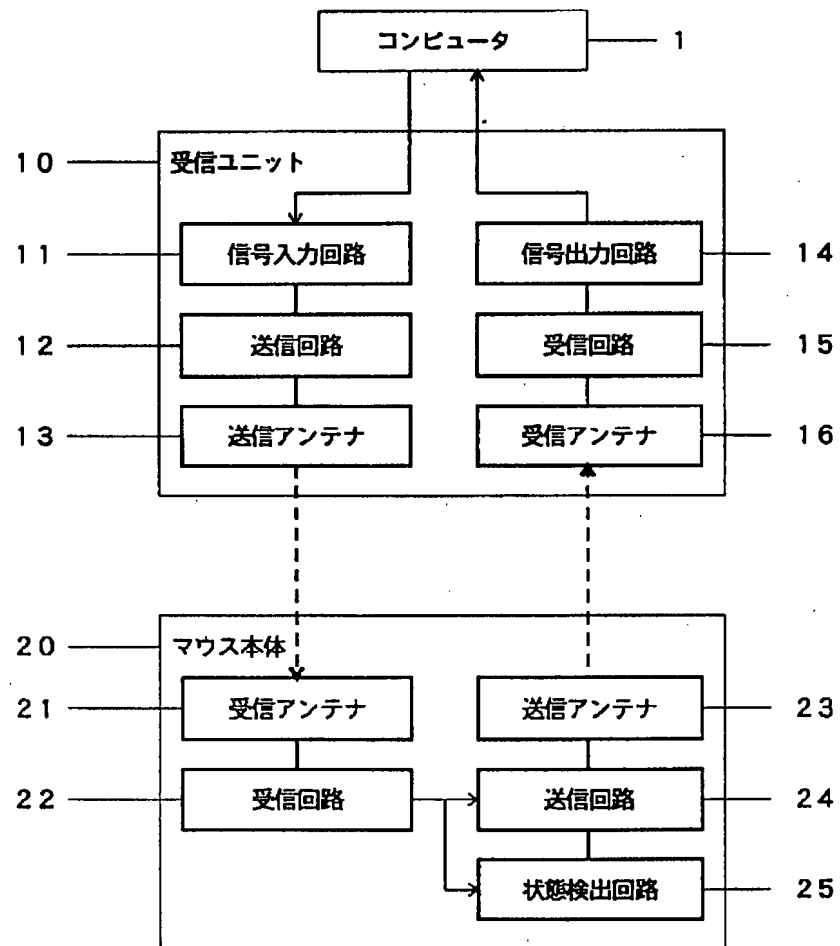 コンピュータ 1
10 受信ユニット
11 信号入力回路 信号出力回路 14
12 送信回路 受信回路 15
13 送信アンテナ 受信アンテナ 16
20 マウス本体
21 受信アンテナ 送信アンテナ 23
22 受信回路 送信回路 24
状態検出回路 25